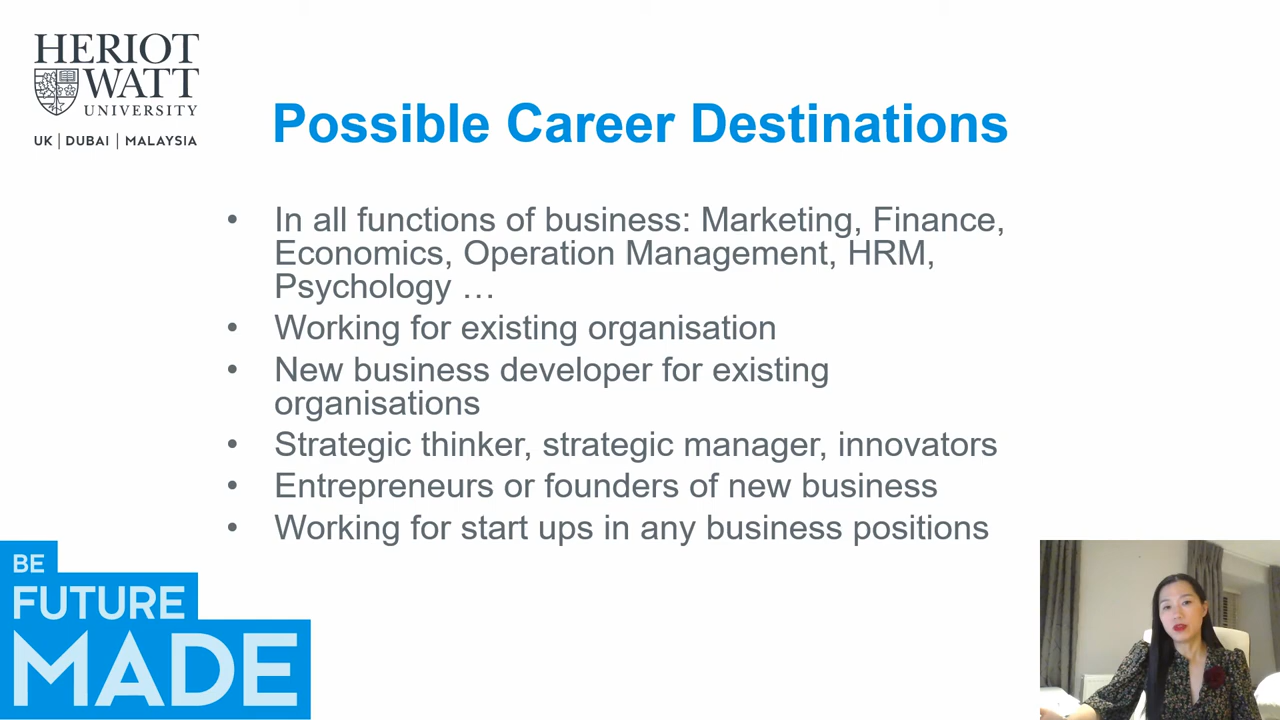 HERIOT
WATT
UNIVERSITY
UK | DUBAI | MALAYSIA
Possible Career Destinations
• In all functions of business: Marketing, Finance,
Economics, Operation Management, HRM,
Psychology …
• Working for existing organisation
• New business developer for existing
organisations
• Strategic thinker, strategic manager, innovators
• Entrepreneurs or founders of new business
• Working for start ups in any business positions
BE
FUTURE
MADE